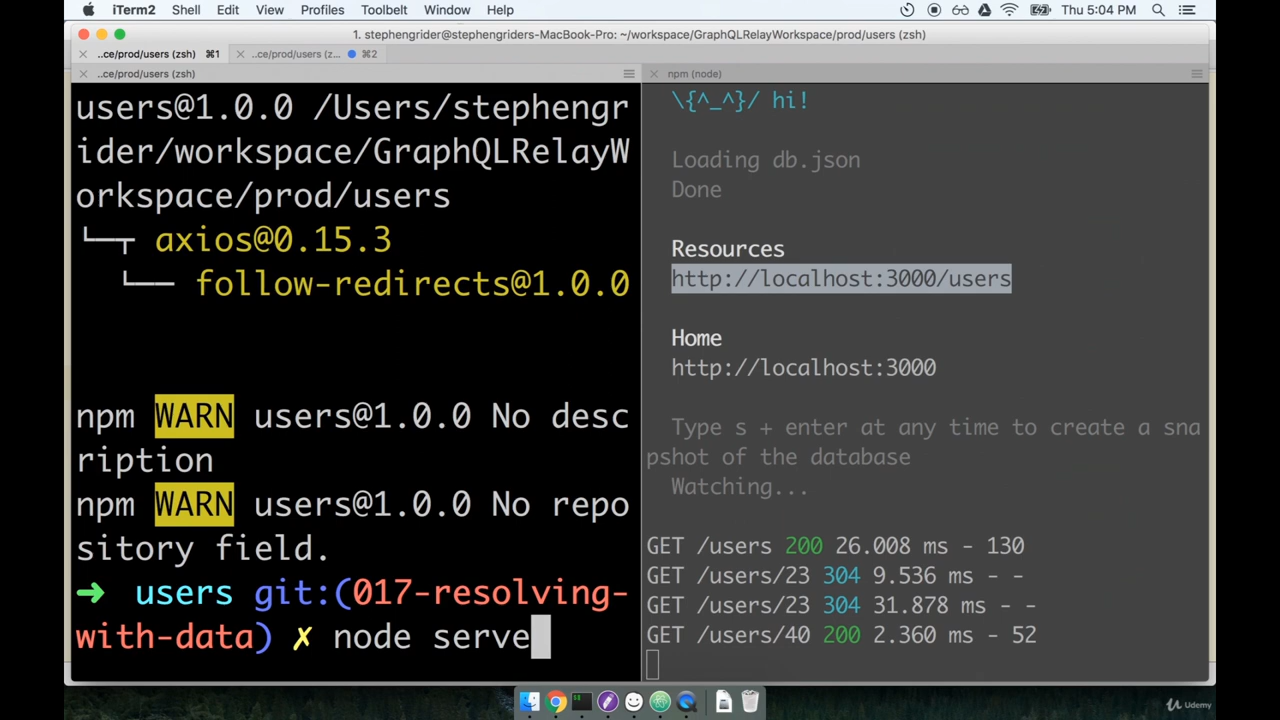 iTerm2 Shell Edit View Profiles Toolbelt Window Help Thu 5:04 PM
1. stephengrider@stephengriders-MacBook-Pro: ~/workspace/GraphQLRelayWorkspace/prod/users (zsh)
× ..ce/prod/users (zsh) ⌘1 × ..ce/prod/users (z... ⌘2
× ..ce/prod/users (zsh)
users@1.0.0 /Users/stephengr
ider/workspace/GraphQLRelayW
orkspace/prod/users
└─┬ axios@0.15.3
└── follow-redirects@1.0.0
npm WARN users@1.0.0 No desc
ription
npm WARN users@1.0.0 No repo
sitory field.
➜ users git:(017-resolving-
with-data) ✗ node serve
× npm (node)
\{^_^}/ hi!
Loading db.json
Done
Resources
http://localhost:3000/users
Home
http://localhost:3000
Type s + enter at any time to create a sna
pshot of the database
Watching...
GET /users 200 26.008 ms - 130
GET /users/23 304 9.536 ms - -
GET /users/23 304 31.878 ms - -
GET /users/40 200 2.360 ms - 52
Udemy